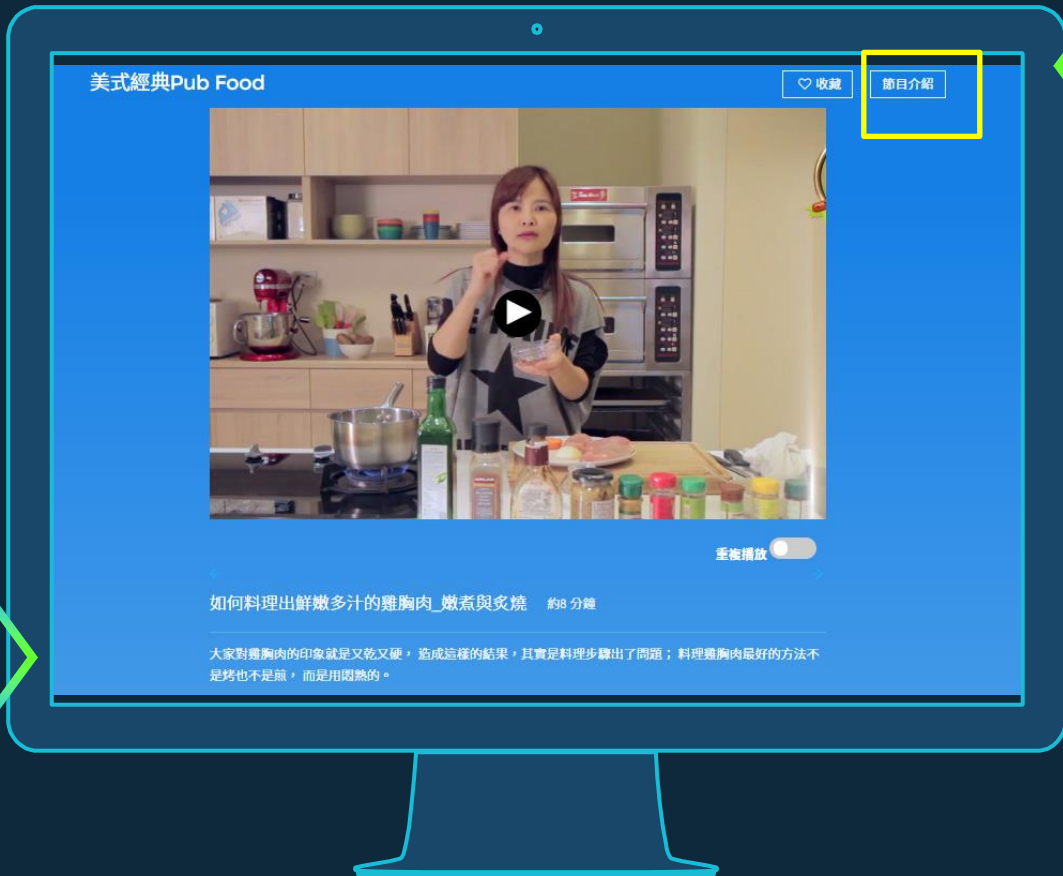 美式經典Pub Food
♡ 收藏
節目介紹
重複播放
如何料理出鮮嫩多汁的雞胸肉_嫩煮與炙燒 約8 分鐘
大家對雞胸肉的印象就是又乾又硬， 造成這樣的結果，其實是料理步驟出了問題； 料理雞胸肉最好的方法不
是烤也不是煎， 而是用悶熟的。